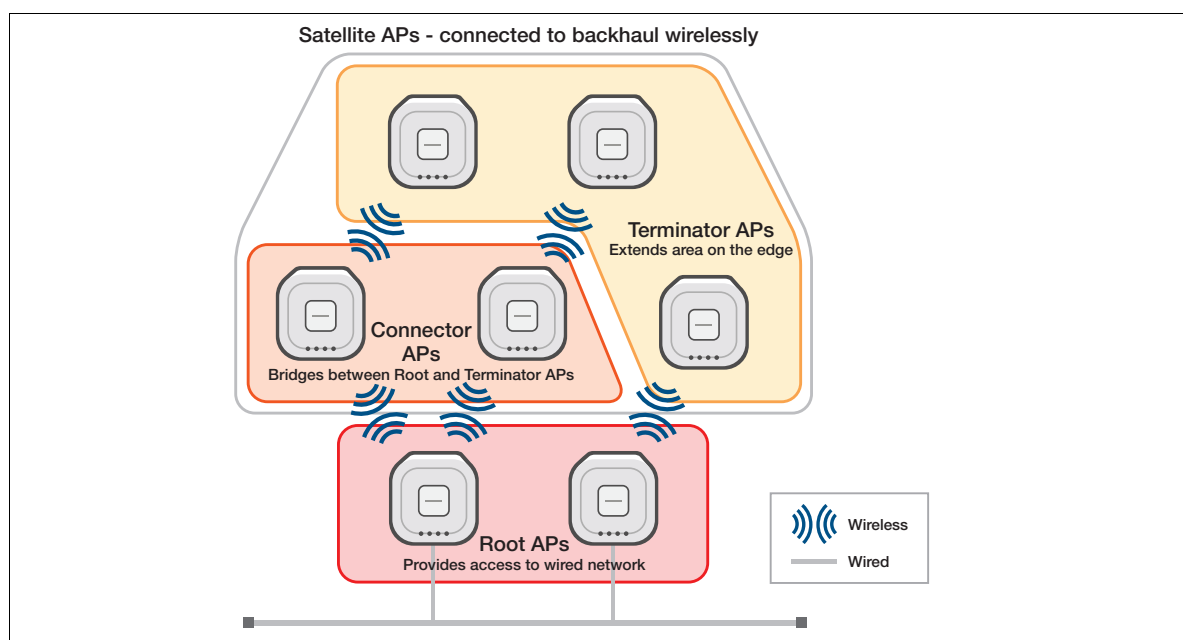 Satellite APs - connected to backhaul wirelessly
Terminator APs
Extends area on the edge
Connector
APs
Bridges between Root and Terminator APs
Root APs
Provides access to wired network
Wireless
Wired